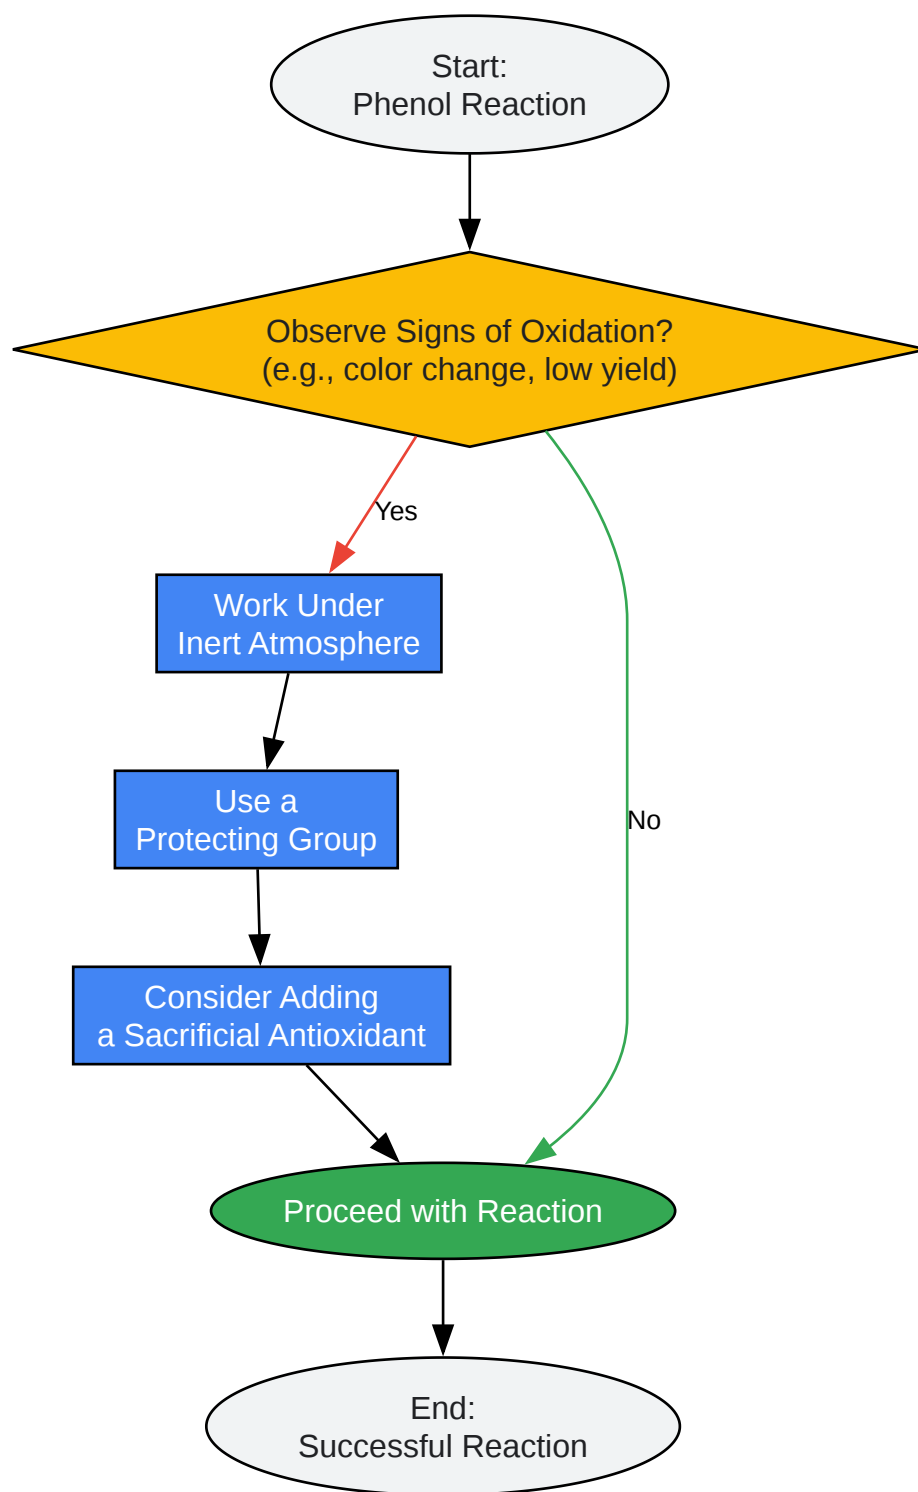 Start:
Phenol Reaction
Observe Signs of Oxidation?
(e.g., color change, low yield)
Yes
Work Under
Inert Atmosphere
Use a
Protecting Group
No
Consider Adding
a Sacrificial Antioxidant
Proceed with Reaction
End:
Successful Reaction